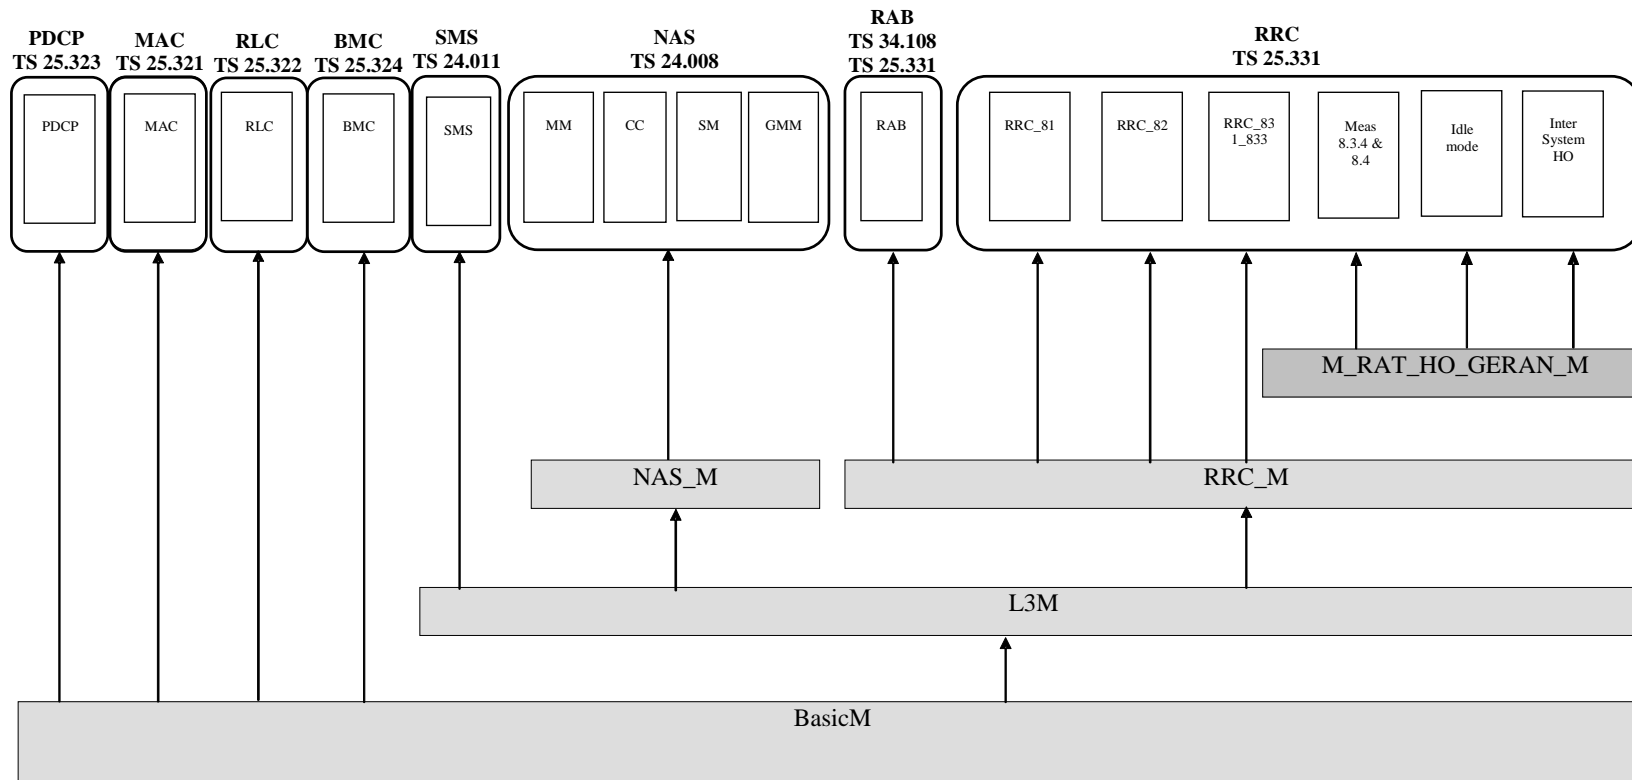 PDCP
TS 25.323
MAC
TS 25.321
RLC
TS 25.322
BMC
TS 25.324
SMS
TS 24.011
NAS
TS 24.008
RAB
TS 34.108
TS 25.331
RRC
TS 25.331
PDCP
MAC
RLC
BMC
SMS
MM
CC
SM
GMM
RAB
RRC_81
RRC_82
RRC_83
1_833
Meas
8.3.4 &
8.4
Idle
mode
Inter
System
HO
M_RAT_HO_GERAN_M
NAS_M
RRC_M
L3M
BasicM